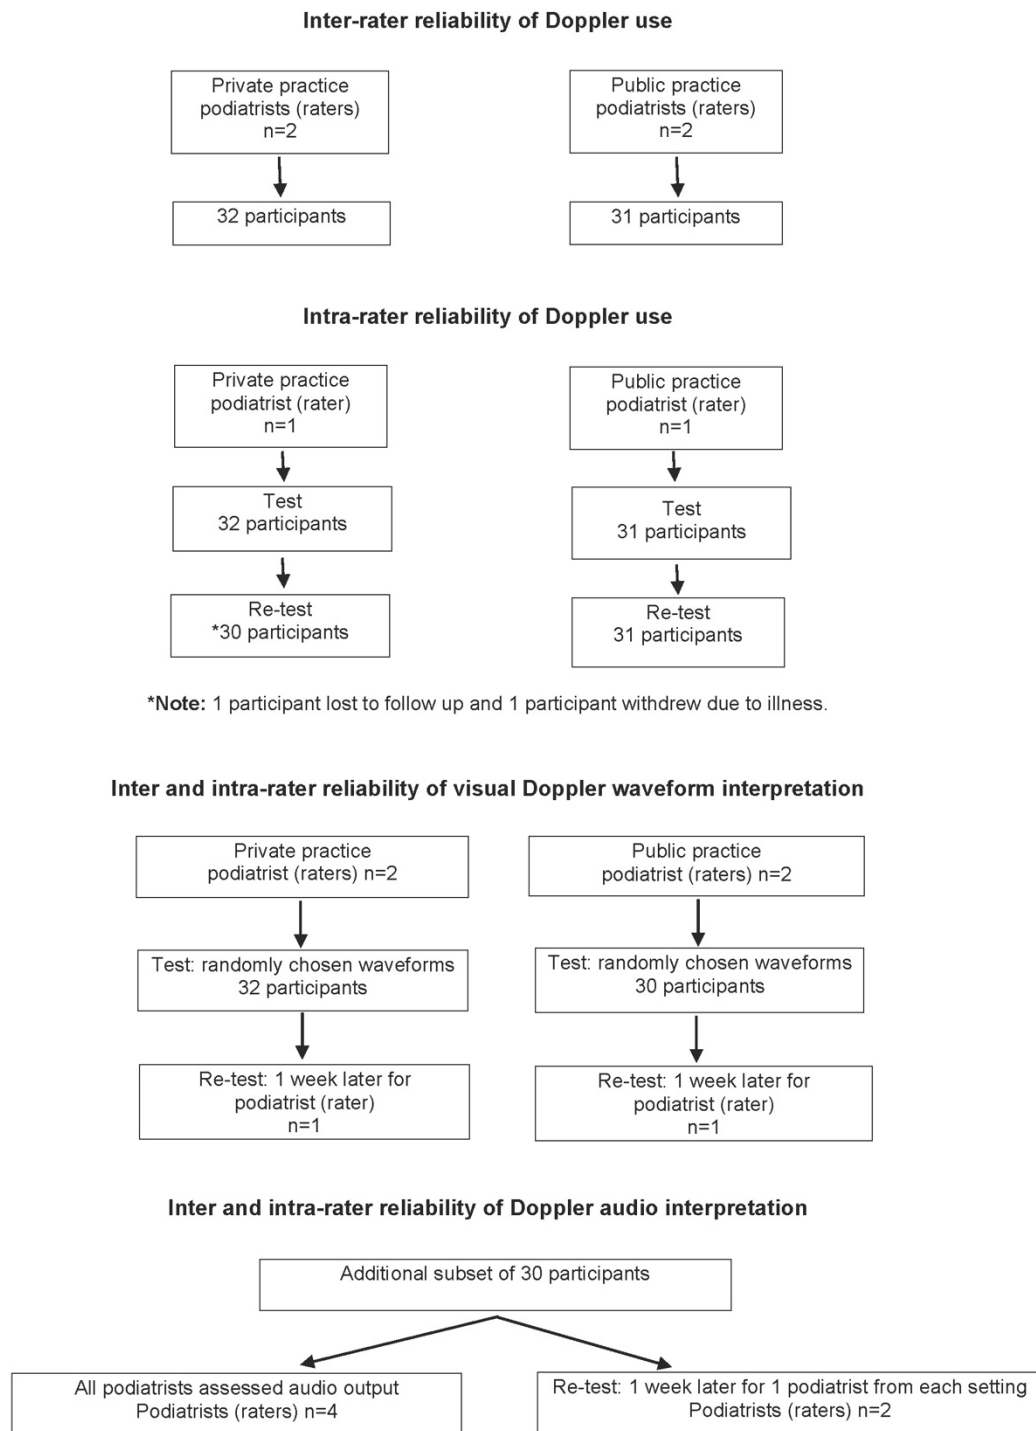 Inter-rater reliability of Doppler use
Private practice
podiatrists (raters)
n=2
Public practice
podiatrists (raters)
n=2
32 participants
31 participants
Intra-rater reliability of Doppler use
Private practice
podiatrist (rater)
n=1
Public practice
podiatrist (rater)
n=1
Test
32 participants
Test
31 participants
Re-test
*30 participants
Re-test
31 participants
*Note: 1 participant lost to follow up and 1 participant withdrew due to illness.
Inter and intra-rater reliability of visual Doppler waveform interpretation
Private practice
podiatrist (raters) n=2
Public practice
podiatrist (raters) n=2
Test: randomly chosen waveforms
32 participants
Test: randomly chosen waveforms
30 participants
Re-test: 1 week later for
podiatrist (rater)
n=1
Re-test: 1 week later for
podiatrist (rater)
n=1
Inter and intra-rater reliability of Doppler audio interpretation
Additional subset of 30 participants
All podiatrists assessed audio output
Podiatrists (raters) n=4
Re-test: 1 week later for 1 podiatrist from each setting
Podiatrists (raters) n=2